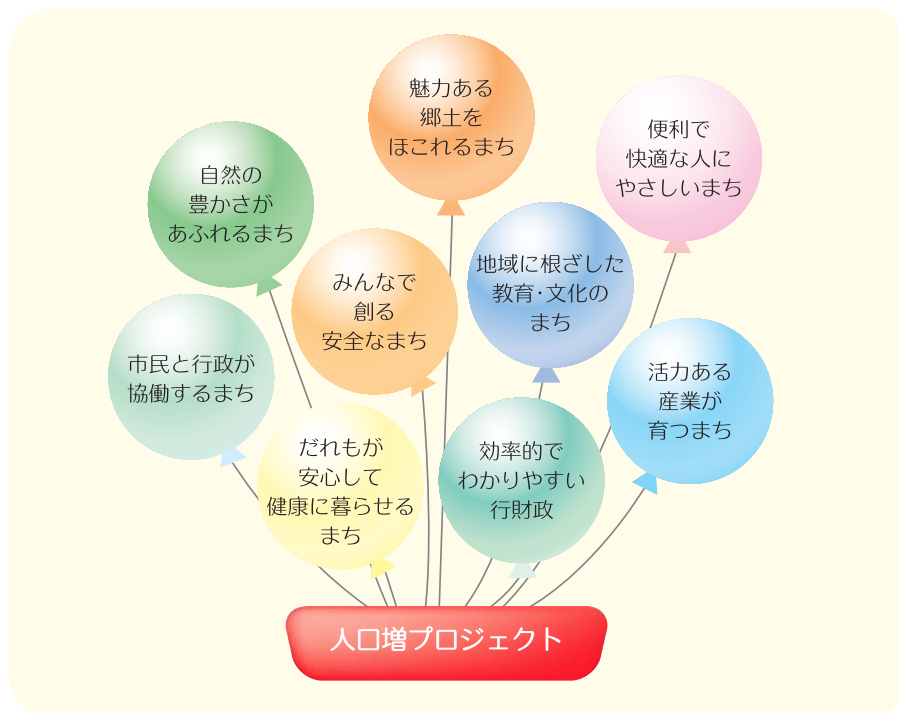 魅力ある
郷土を
ほこれるまち
便利で
快適な人に
やさしいまち
自然の
豊かさが
あふれるまち
みんなで
創る
安全なまち
地域に根ざした
教育・文化の
まち
市民と行政が
協働するまち
活力ある
産業が
育つまち
だれもが
安心して
健康に暮らせる
まち
効率的で
わかりやすい
行財政
人口増プロジェクト